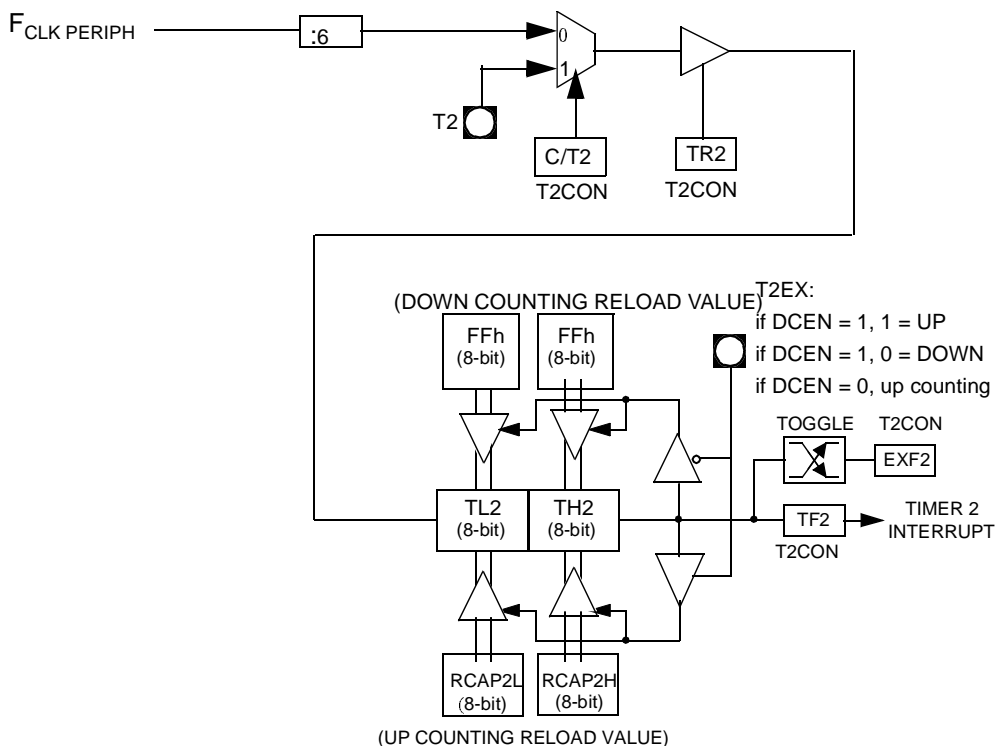 FCLK PERIPH
:6
0
1
T2
C/T2
T2CON
TR2
T2CON
(DOWN COUNTING RELOAD VALUE)
T2EX:
if DCEN = 1, 1 = UP
if DCEN = 1, 0 = DOWN
if DCEN = 0, up counting
FFh
(8-bit)
FFh
(8-bit)
TOGGLE
T2CON
EXF2
TL2
(8-bit)
TH2
(8-bit)
TF2
T2CON
TIMER 2
INTERRUPT
RCAP2L
(8-bit)
RCAP2H
(8-bit)
(UP COUNTING RELOAD VALUE)